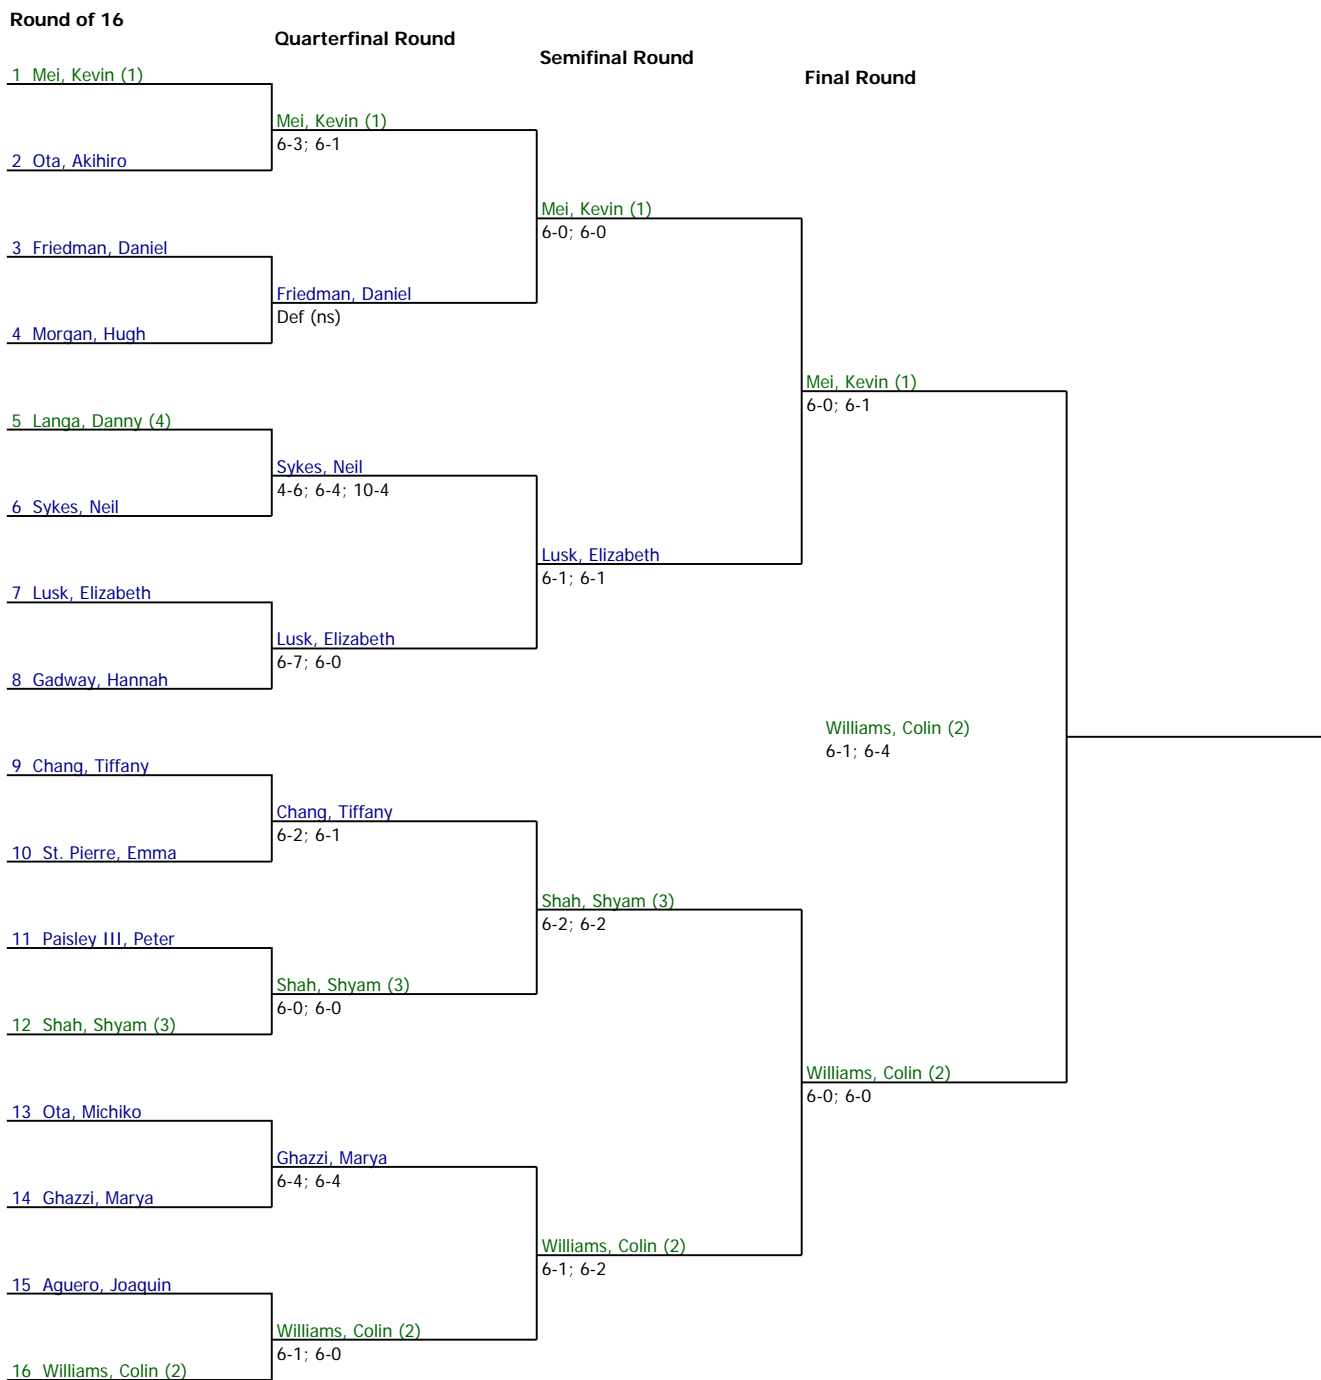 Round of 16
Quarterfinal Round
Semifinal Round
Final Round
1 Mei, Kevin (1)
Mei, Kevin (1)
6-3; 6-1
2 Ota, Akihiro
Mei, Kevin (1)
6-0; 6-0
3 Friedman, Daniel
Friedman, Daniel
Def (ns)
4 Morgan, Hugh
Mei, Kevin (1)
6-0; 6-1
5 Langa, Danny (4)
Sykes, Neil
4-6; 6-4; 10-4
6 Sykes, Neil
Lusk, Elizabeth
6-1; 6-1
7 Lusk, Elizabeth
Lusk, Elizabeth
6-7; 6-0
8 Gadway, Hannah
Williams, Colin (2)
6-1; 6-4
9 Chang, Tiffany
Chang, Tiffany
6-2; 6-1
10 St. Pierre, Emma
Shah, Shyam (3)
6-2; 6-2
11 Paisley III, Peter
Shah, Shyam (3)
6-0; 6-0
12 Shah, Shyam (3)
Williams, Colin (2)
6-0; 6-0
13 Ota, Michiko
Ghazzi, Marya
6-4; 6-4
14 Ghazzi, Marya
Williams, Colin (2)
6-1; 6-2
15 Aguero, Joaquin
Williams, Colin (2)
6-1; 6-0
16 Williams, Colin (2)